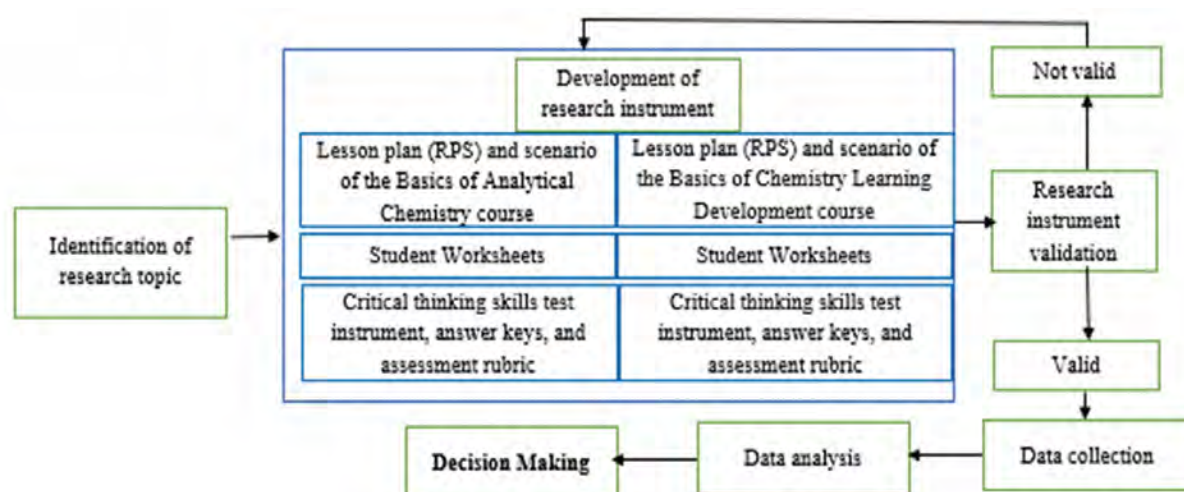 Identification of
research topic
Development of
research instrument
Lesson plan (RPS) and scenario
of the Basics of Analytical
Chemistry course
Lesson plan (RPS) and scenario of
the Basics of Chemistry Learning
Development course
Student Worksheets
Student Worksheets
Critical thinking skills test
instrument, answer keys, and
assessment rubric
Critical thinking skills test
instrument, answer keys, and
assessment rubric
Not valid
Research
instrument
validation
Valid
Data collection
Data analysis
Decision Making